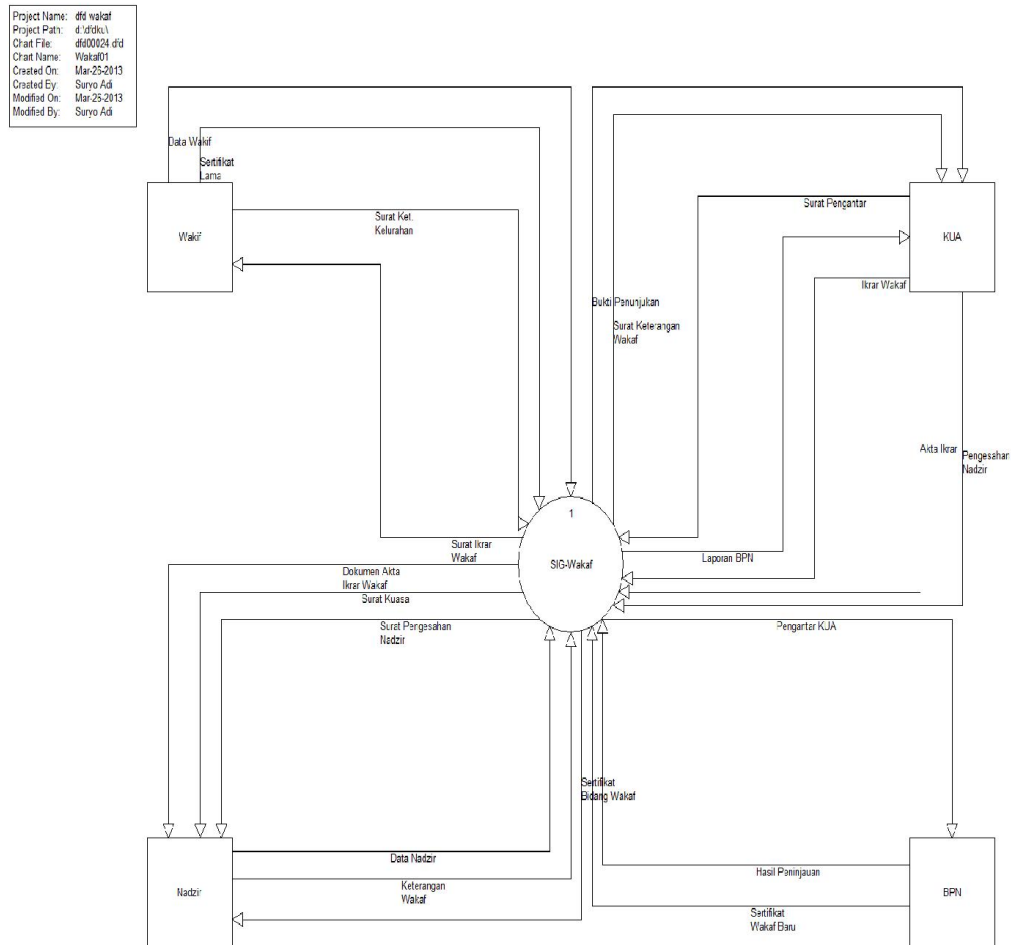 Project Name: dfd wakaf
Project Path: d:\dfdku\
Chart File: dfd00024.dfd
Chart Name: Wakaf01
Created On: Mar-26-2013
Created By: Suryo Adi
Modified On: Mar-26-2013
Modified By: Suryo Adi
Data Wakif
Sertifikat
Lama
Wakif
Surat Ket.
Kelurahan
Surat Pengantar
KUA
Ikrar Wakaf
Bukti Penunjukan
Surat Keterangan
Wakaf
Akta Ikrar
Pengesahan
Nadzir
1
SIG-Wakaf
Surat Ikrar
Wakaf
Laporan BPN
Dokumen Akta
Ikrar Wakaf
Surat Kuasa
Surat Pengesahan
Nadzir
Pengantar KUA
Sertifikat
Bidang Wakaf
Data Nadzir
Keterangan
Wakaf
Nadzir
Hasil Peninjauan
Sertifikat
Wakaf Baru
BPN